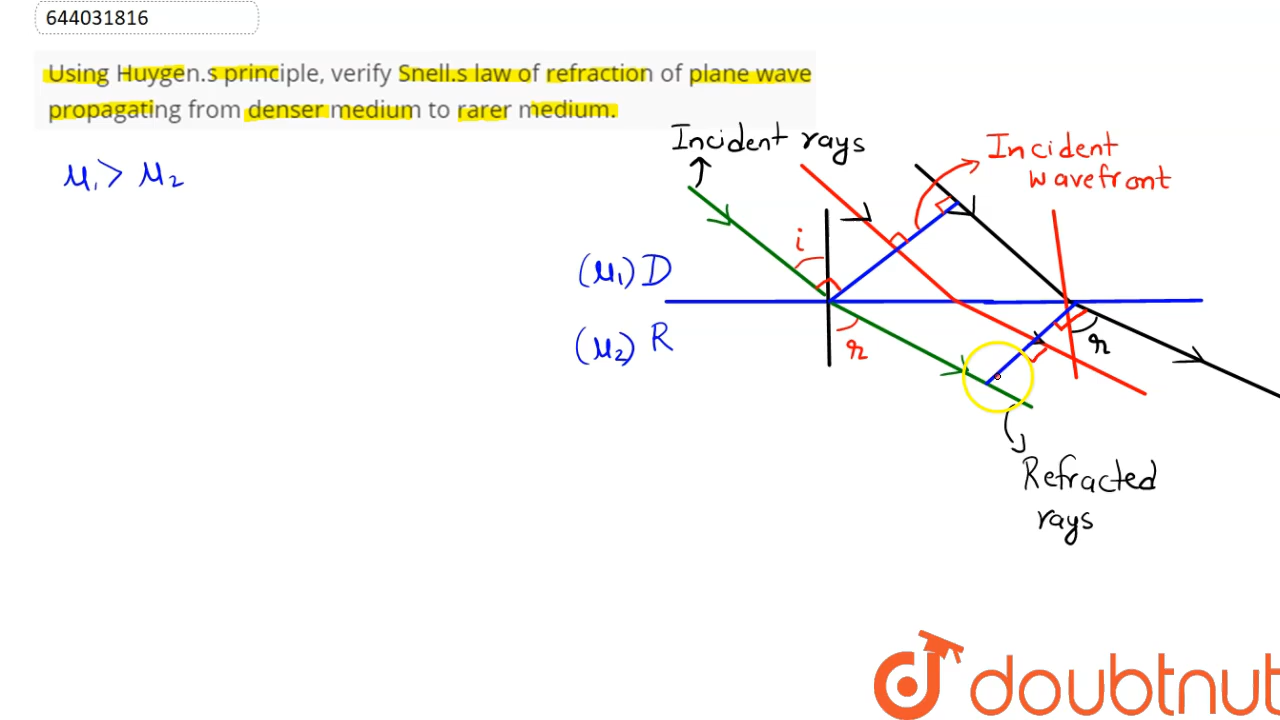 644031816
Using Huygen.s principle, verify Snell.s law of refraction of plane wave
propagating from denser medium to rarer medium.
μ₁ > μ₂
Incident rays
Incident
wavefront
i
(μ₁) D
(μ₂) R
r
r
Refracted
rays
doubtnut